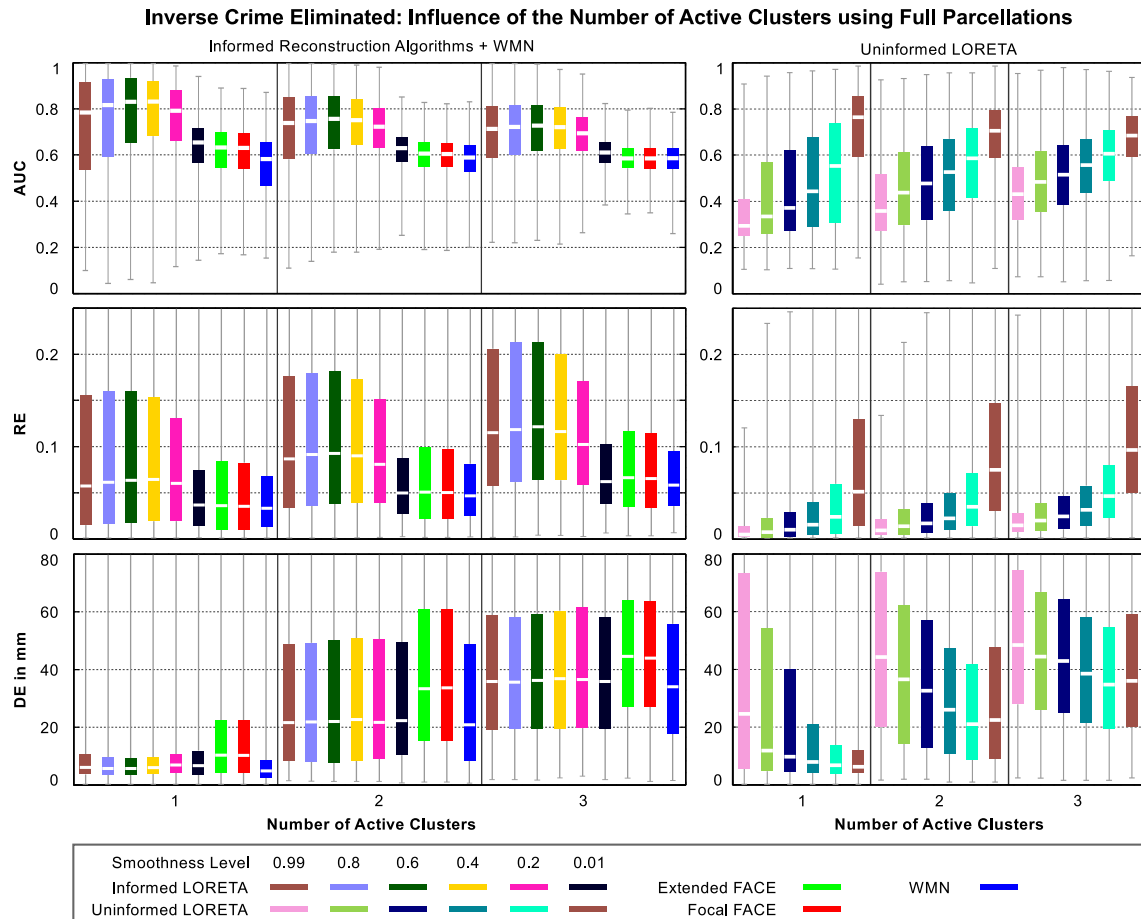 Inverse Crime Eliminated: Influence of the Number of Active Clusters using Full Parcellations
Informed Reconstruction Algorithms + WMN
Uninformed LORETA
AUC
1
0.8
0.6
0.4
0.2
0
1
0.8
0.6
0.4
0.2
0
RE
0.2
0.1
0
0.2
0.1
0
DE in mm
80
60
40
20
0
80
60
40
20
0
1 2 3
1 2 3
Number of Active Clusters
Number of Active Clusters
Smoothness Level 0.99 0.8 0.6 0.4 0.2 0.01
Informed LORETA Extended FACE WMN
Uninformed LORETA Focal FACE